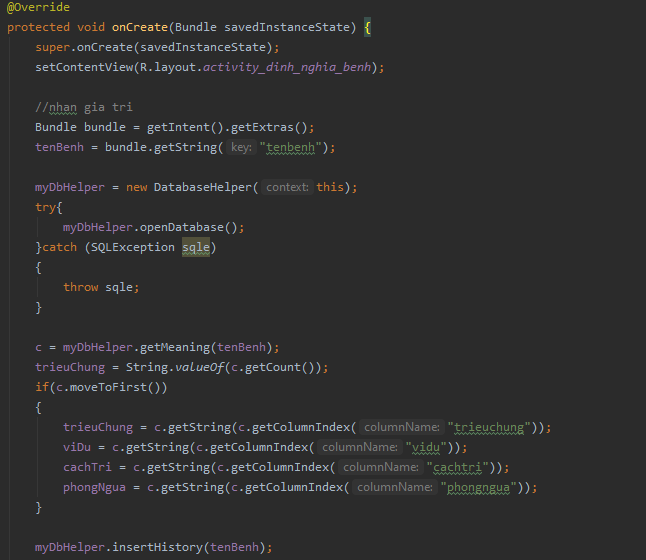 @Override
protected void onCreate(Bundle savedInstanceState) {
super.onCreate(savedInstanceState);
setContentView(R.layout.activity_dinh_nghia_benh);
//nhan gia tri
Bundle bundle = getIntent().getExtras();
tenBenh = bundle.getString( key: "tenbenh");
myDbHelper = new DatabaseHelper( context: this);
try{
myDbHelper.openDatabase();
}catch (SQLException sqle)
{
throw sqle;
}
c = myDbHelper.getMeaning(tenBenh);
trieuChung = String.valueOf(c.getCount());
if(c.moveToFirst())
{
trieuChung = c.getString(c.getColumnIndex( columnName: "trieuchung"));
viDu = c.getString(c.getColumnIndex( columnName: "vidu"));
cachTri = c.getString(c.getColumnIndex( columnName: "cachtri"));
phongNgua = c.getString(c.getColumnIndex( columnName: "phongngua"));
}
myDbHelper.insertHistory(tenBenh);